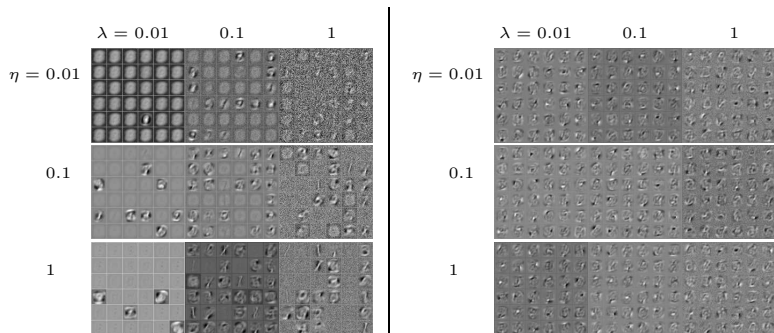 λ = 0.01 0.1 1 λ = 0.01 0.1 1
η = 0.01 η = 0.01
0.1 0.1
1 1